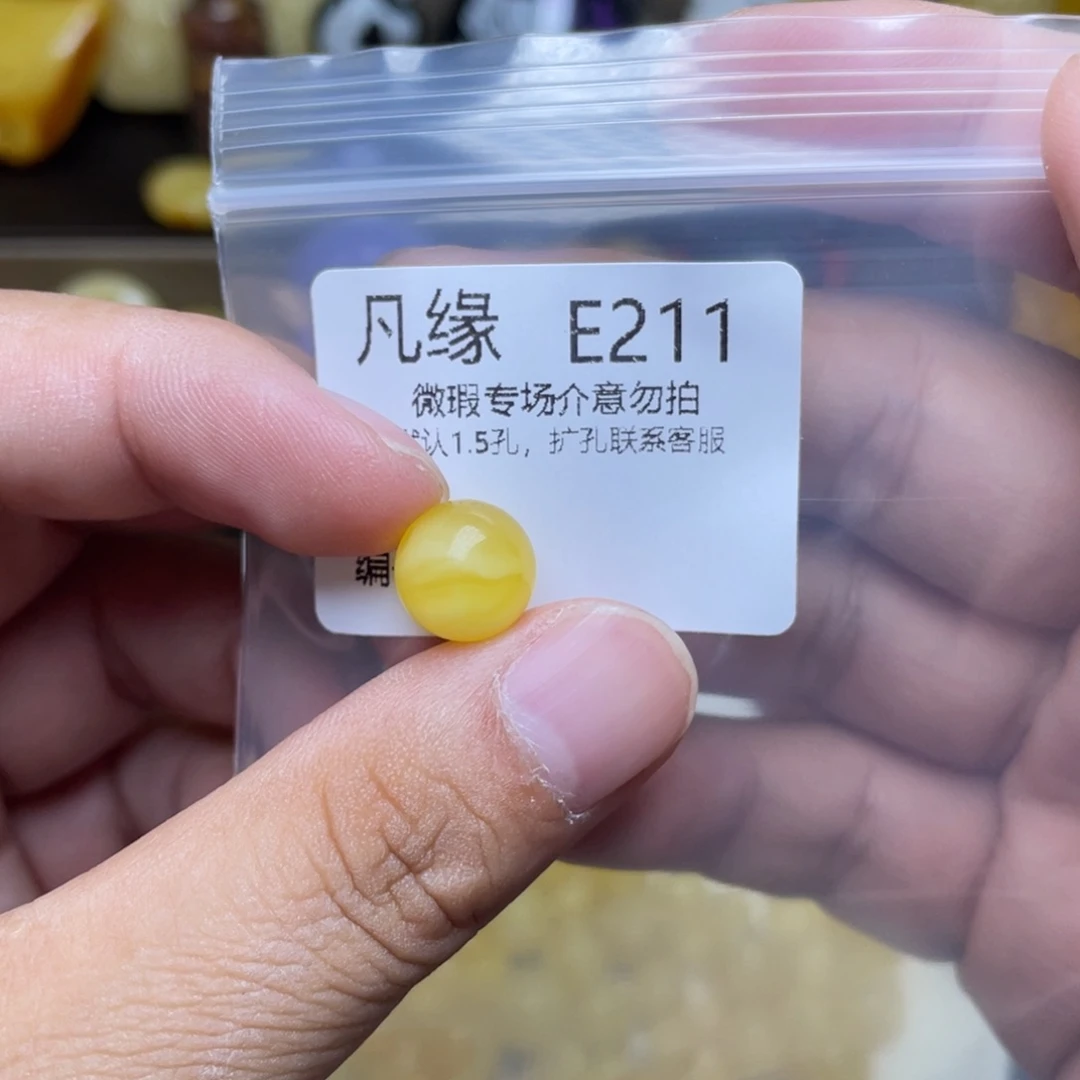 凡缘 E211
微瑕专场介意勿拍
认1.5孔，扩孔联系客服
编